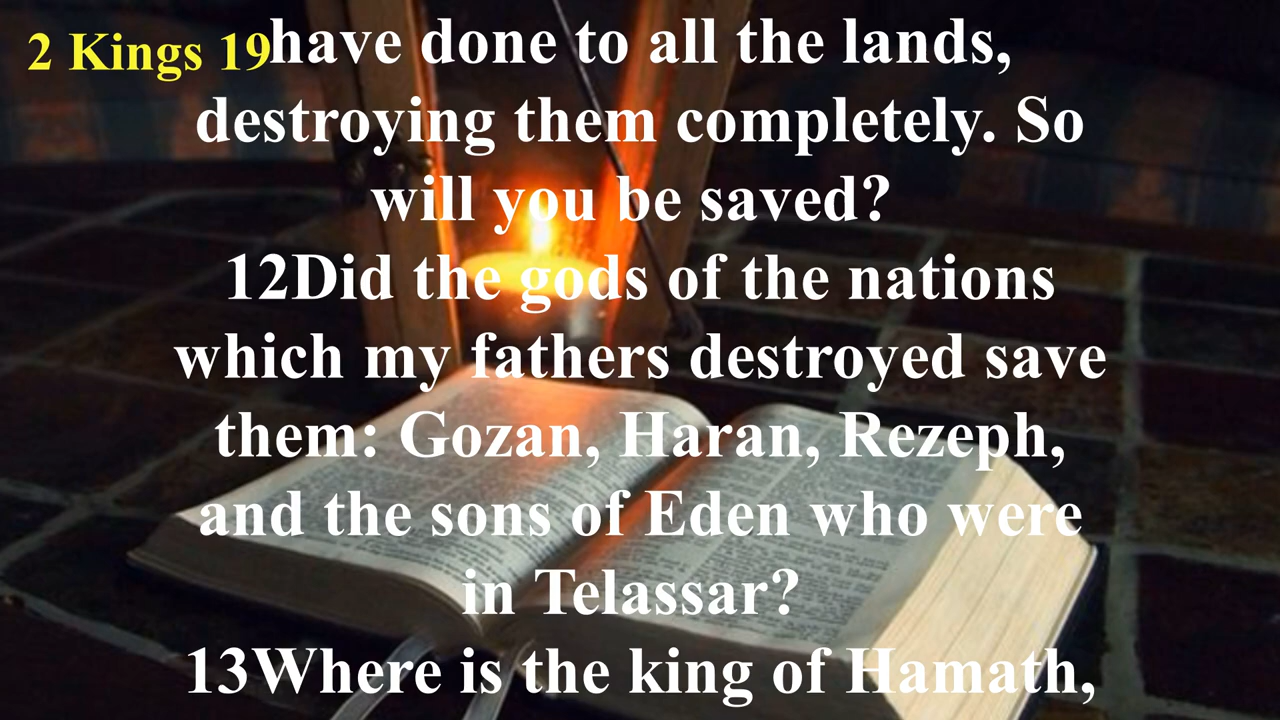 2 Kings 19
have done to all the lands,
destroying them completely. So
will you be saved?
12Did the gods of the nations
which my fathers destroyed save
them: Gozan, Haran, Rezeph,
and the sons of Eden who were
in Telassar?
13Where is the king of Hamath,